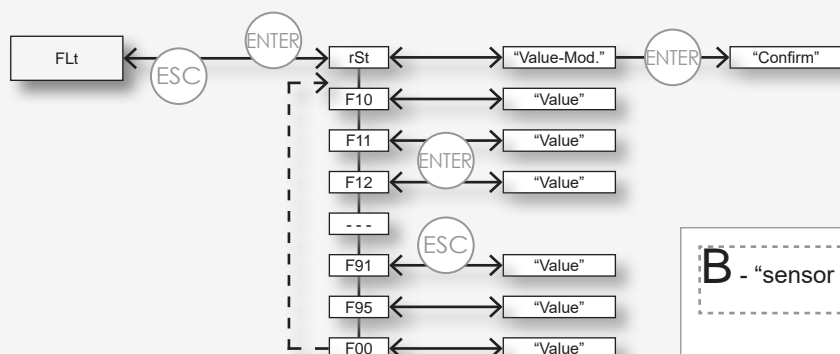 ENTER
FLt rSt “Value-Mod.” ENTER “Confirm”
ESC
F10 “Value”
F11 “Value”
ENTER
F12 “Value”
- - -
ESC
F91 “Value”
B - “sensor
F95 “Value”
F00 “Value”